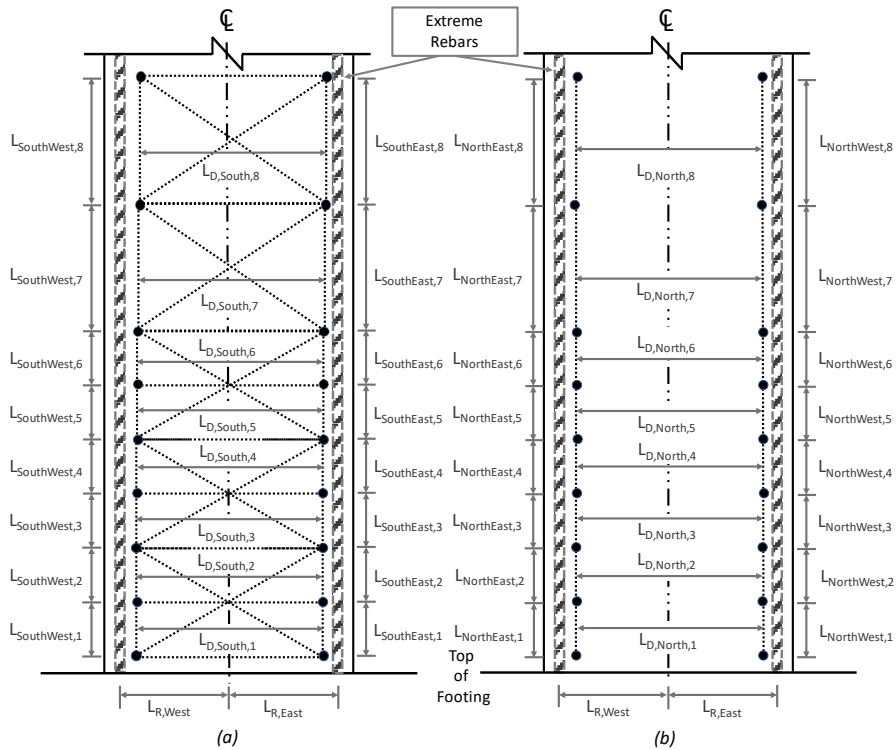 ℄
Extreme
Rebars
℄
L_SouthWest,8
L_D,South,8
L_SouthEast,8
L_NorthEast,8
L_D,North,8
L_NorthWest,8
L_SouthWest,7
L_D,South,7
L_SouthEast,7
L_NorthEast,7
L_D,North,7
L_NorthWest,7
L_SouthWest,6
L_D,South,6
L_SouthEast,6
L_NorthEast,6
L_D,North,6
L_NorthWest,6
L_SouthWest,5
L_D,South,5
L_SouthEast,5
L_NorthEast,5
L_D,North,5
L_NorthWest,5
L_SouthWest,4
L_D,South,4
L_SouthEast,4
L_NorthEast,4
L_D,North,4
L_NorthWest,4
L_SouthWest,3
L_D,South,3
L_SouthEast,3
L_NorthEast,3
L_D,North,3
L_NorthWest,3
L_SouthWest,2
L_D,South,2
L_SouthEast,2
L_NorthEast,2
L_D,North,2
L_NorthWest,2
L_SouthWest,1
L_D,South,1
L_SouthEast,1
L_NorthEast,1
L_D,North,1
L_NorthWest,1
Top
of
Footing
L_R,West
L_R,East
L_R,West
L_R,East
(a)
(b)